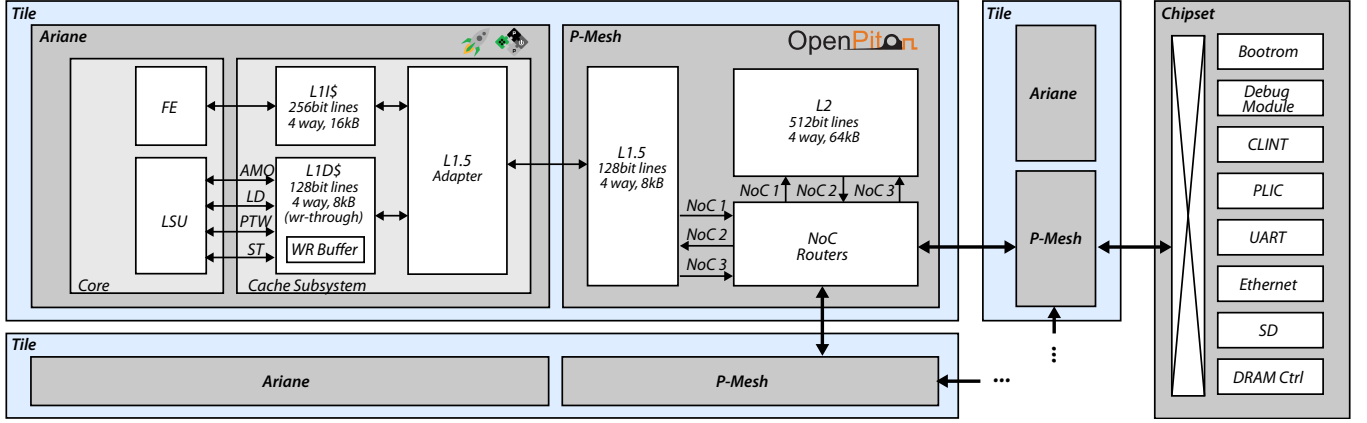 Tile
Ariane
FE
LSU
Core
AMO
LD
PTW
ST
L1I$
256bit lines
4 way, 16kB
L1D$
128bit lines
4 way, 8kB
(wr-through)
WR Buffer
Cache Subsystem
L1.5
Adapter
P-Mesh
OpenPiton
L1.5
128bit lines
4 way, 8kB
L2
512bit lines
4 way, 64kB
NoC 1
NoC 2
NoC 3
NoC 1
NoC 2
NoC 3
NoC
Routers
Tile
Ariane
P-Mesh
...
Tile
Ariane
P-Mesh
...
Chipset
Bootrom
Debug
Module
CLINT
PLIC
UART
Ethernet
SD
DRAM Ctrl